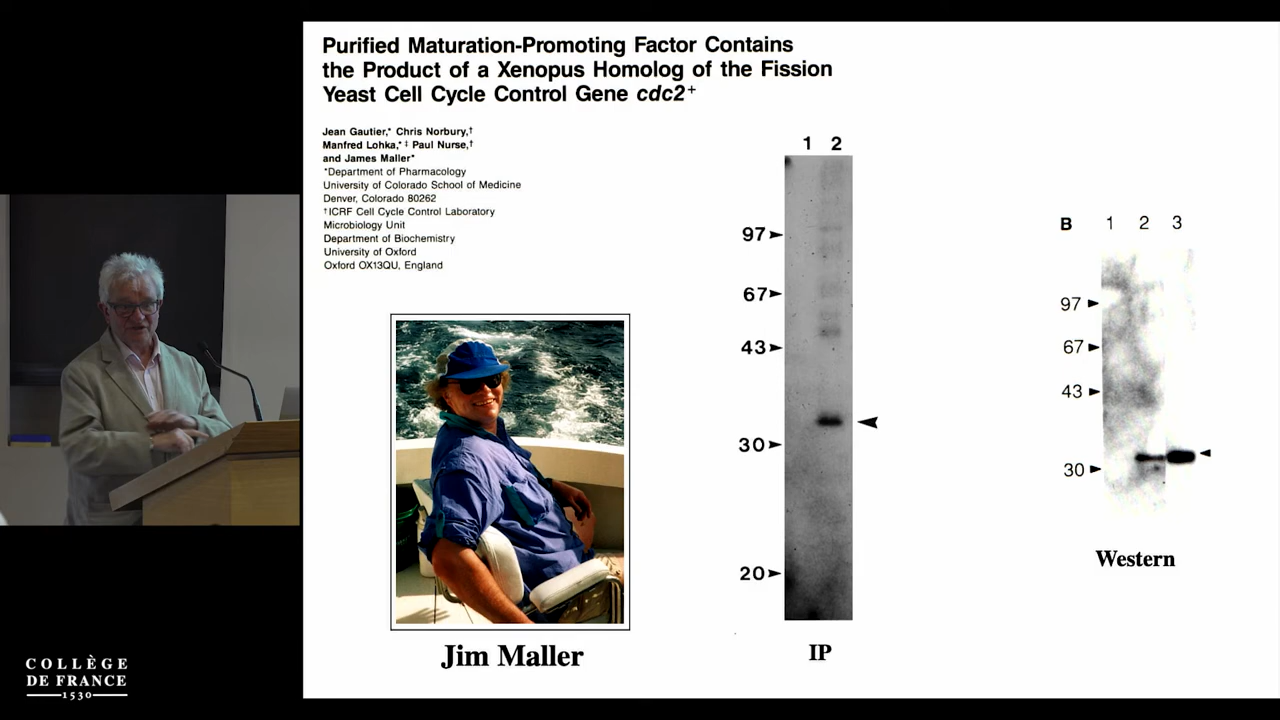 Purified Maturation-Promoting Factor Contains
the Product of a Xenopus Homolog of the Fission
Yeast Cell Cycle Control Gene cdc2+
Jean Gautier,* Chris Norbury,†
Manfred Lohka,* ‡ Paul Nurse,†
and James Maller*
*Department of Pharmacology
University of Colorado School of Medicine
Denver, Colorado 80262
†ICRF Cell Cycle Control Laboratory
Microbiology Unit
Department of Biochemistry
University of Oxford
Oxford OX13QU, England
Jim Maller
1 2
97
67
43
30
20
IP
B 1 2 3
97
67
43
30
Western
COLLÈGE
DE FRANCE
1530